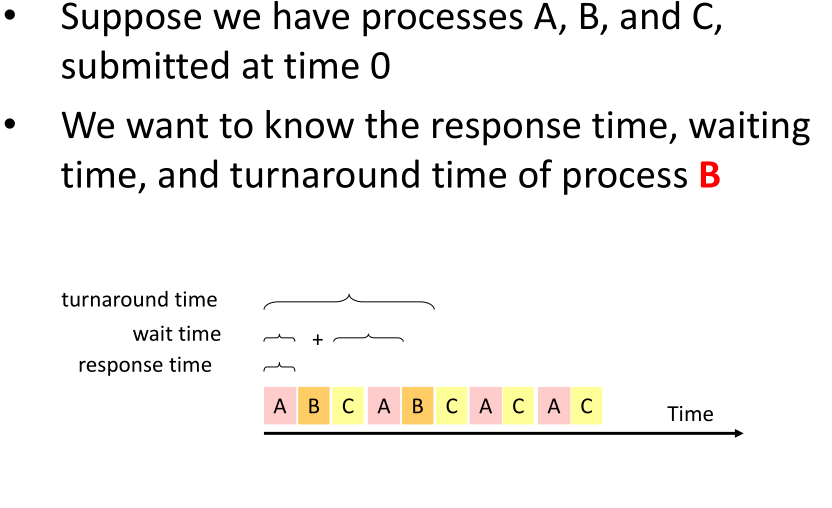 • Suppose we have processes A, B, and C,
submitted at time 0
• We want to know the response time, waiting
time, and turnaround time of process B
turnaround time
wait time +
response time
A B C A B C A C A C Time